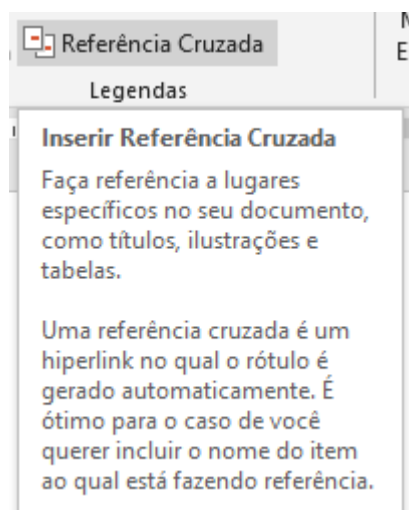 Referência Cruzada
Legendas
Inserir Referência Cruzada
Faça referência a lugares
específicos no seu documento,
como títulos, ilustrações e
tabelas.
Uma referência cruzada é um
hiperlink no qual o rótulo é
gerado automaticamente. É
ótimo para o caso de você
querer incluir o nome do item
ao qual está fazendo referência.